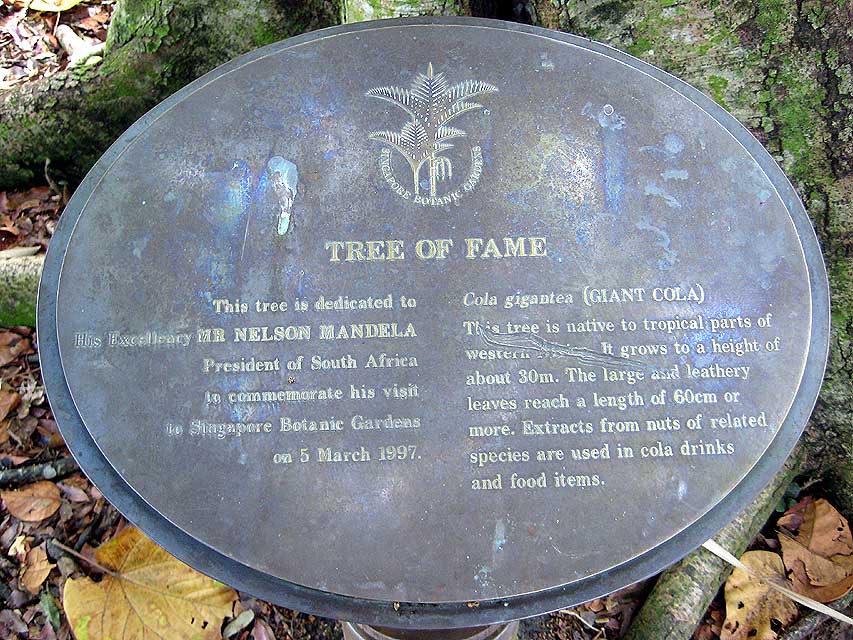 SINGAPORE BOTANIC GARDENS
TREE OF FAME
This tree is dedicated to
His Excellency MR NELSON MANDELA
President of South Africa
to commemorate his visit
to Singapore Botanic Gardens
on 5 March 1997.
Cola gigantea (GIANT COLA)
This tree is native to tropical parts of
western It grows to a height of
about 30m. The large and leathery
leaves reach a length of 60cm or
more. Extracts from nuts of related
species are used in cola drinks
and food items.